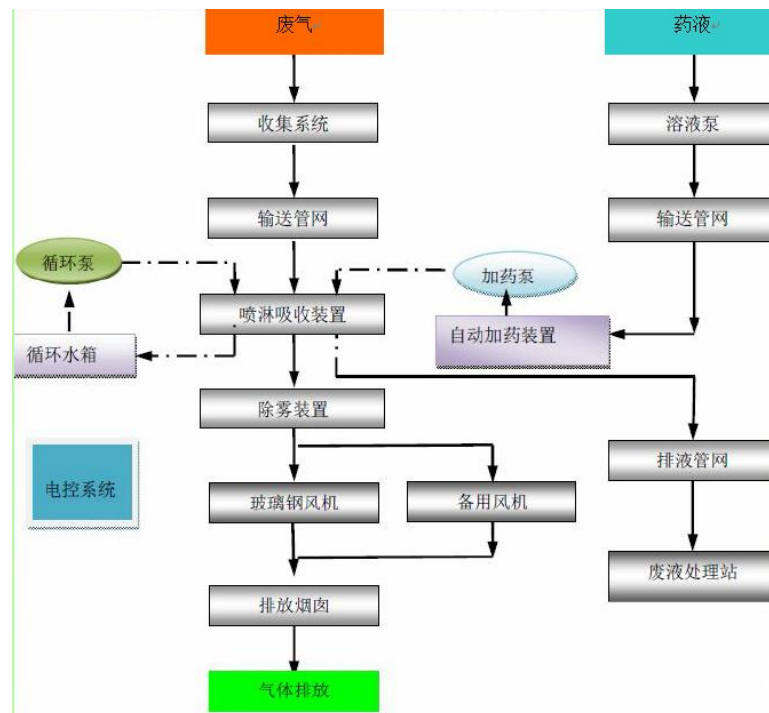 废气
药液
收集系统
溶液泵
输送管网
输送管网
循环泵
加药泵
喷淋吸收装置
自动加药装置
循环水箱
除雾装置
排液管网
电控系统
玻璃钢风机
备用风机
废液处理站
排放烟囱
气体排放